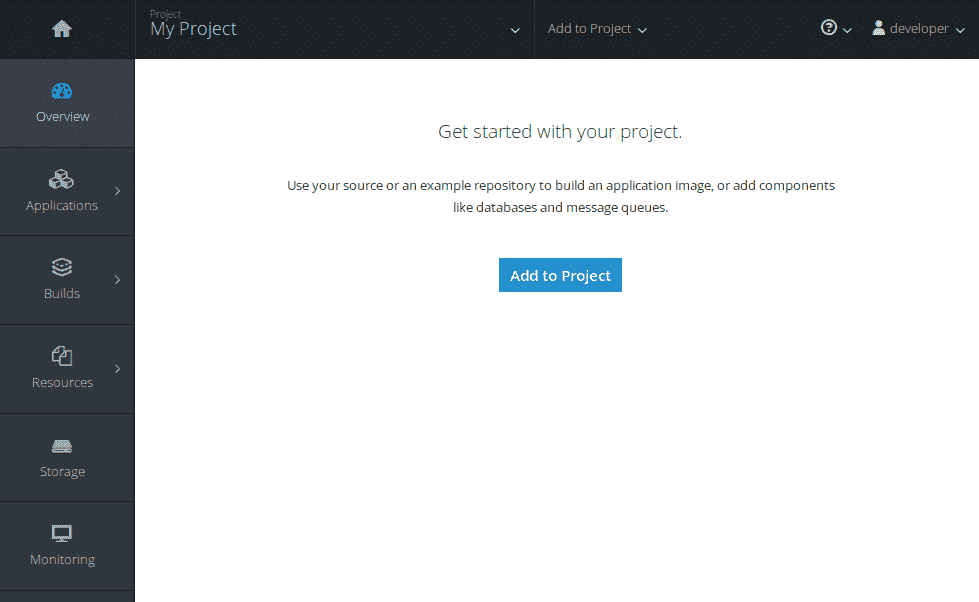 Project
My Project
Add to Project
developer
Overview
Applications
Builds
Resources
Storage
Monitoring
Get started with your project.
Use your source or an example repository to build an application image, or add components
like databases and message queues.
Add to Project